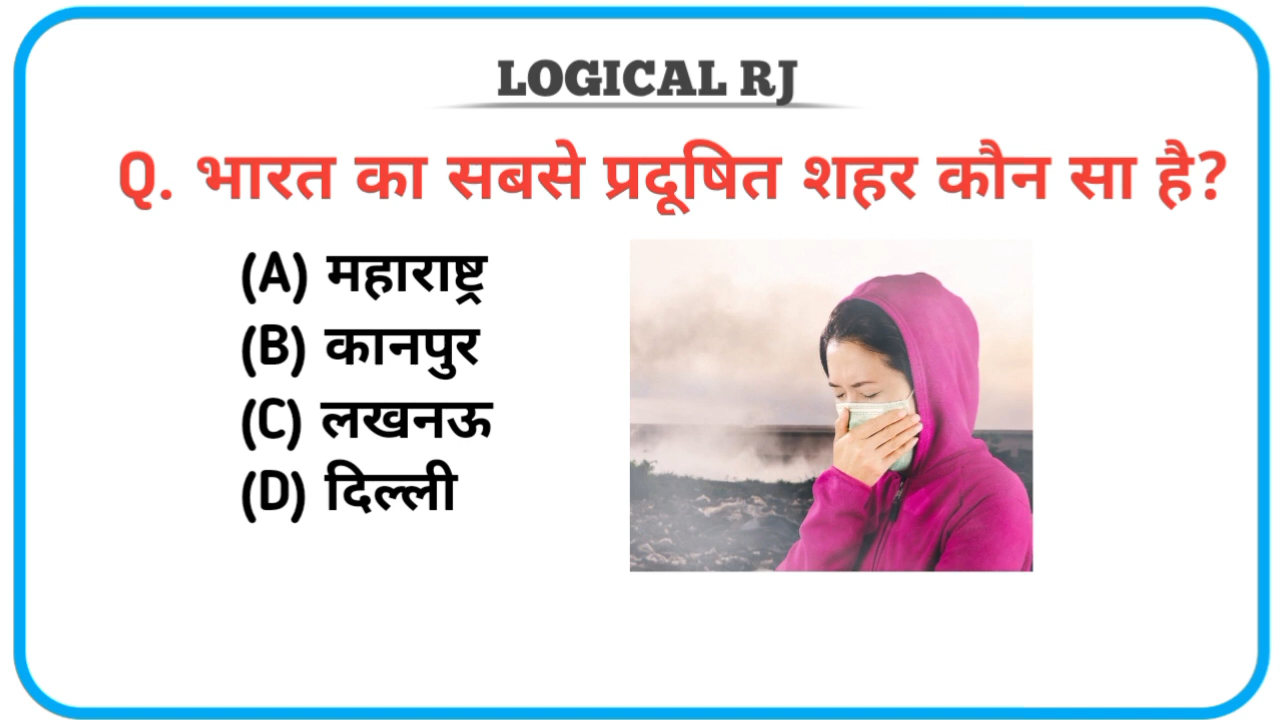 LOGICAL RJ
Q. भारत का सबसे प्रदूषित शहर कौन सा है?
(A) महाराष्ट्र
(B) कानपुर
(C) लखनऊ
(D) दिल्ली